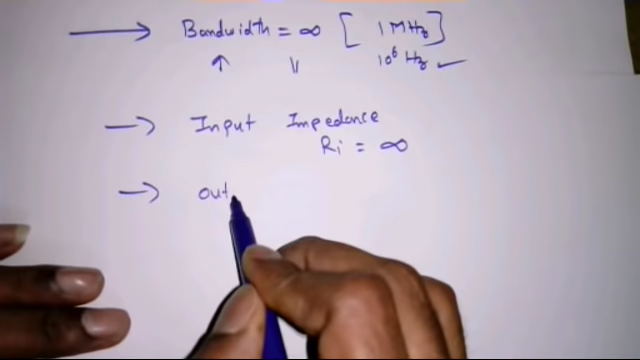 → Bandwidth = ∞ [ 1 MHz ]
↑ || 10⁶ Hz ✓
→ Input Impedance
Ri = ∞
→ out